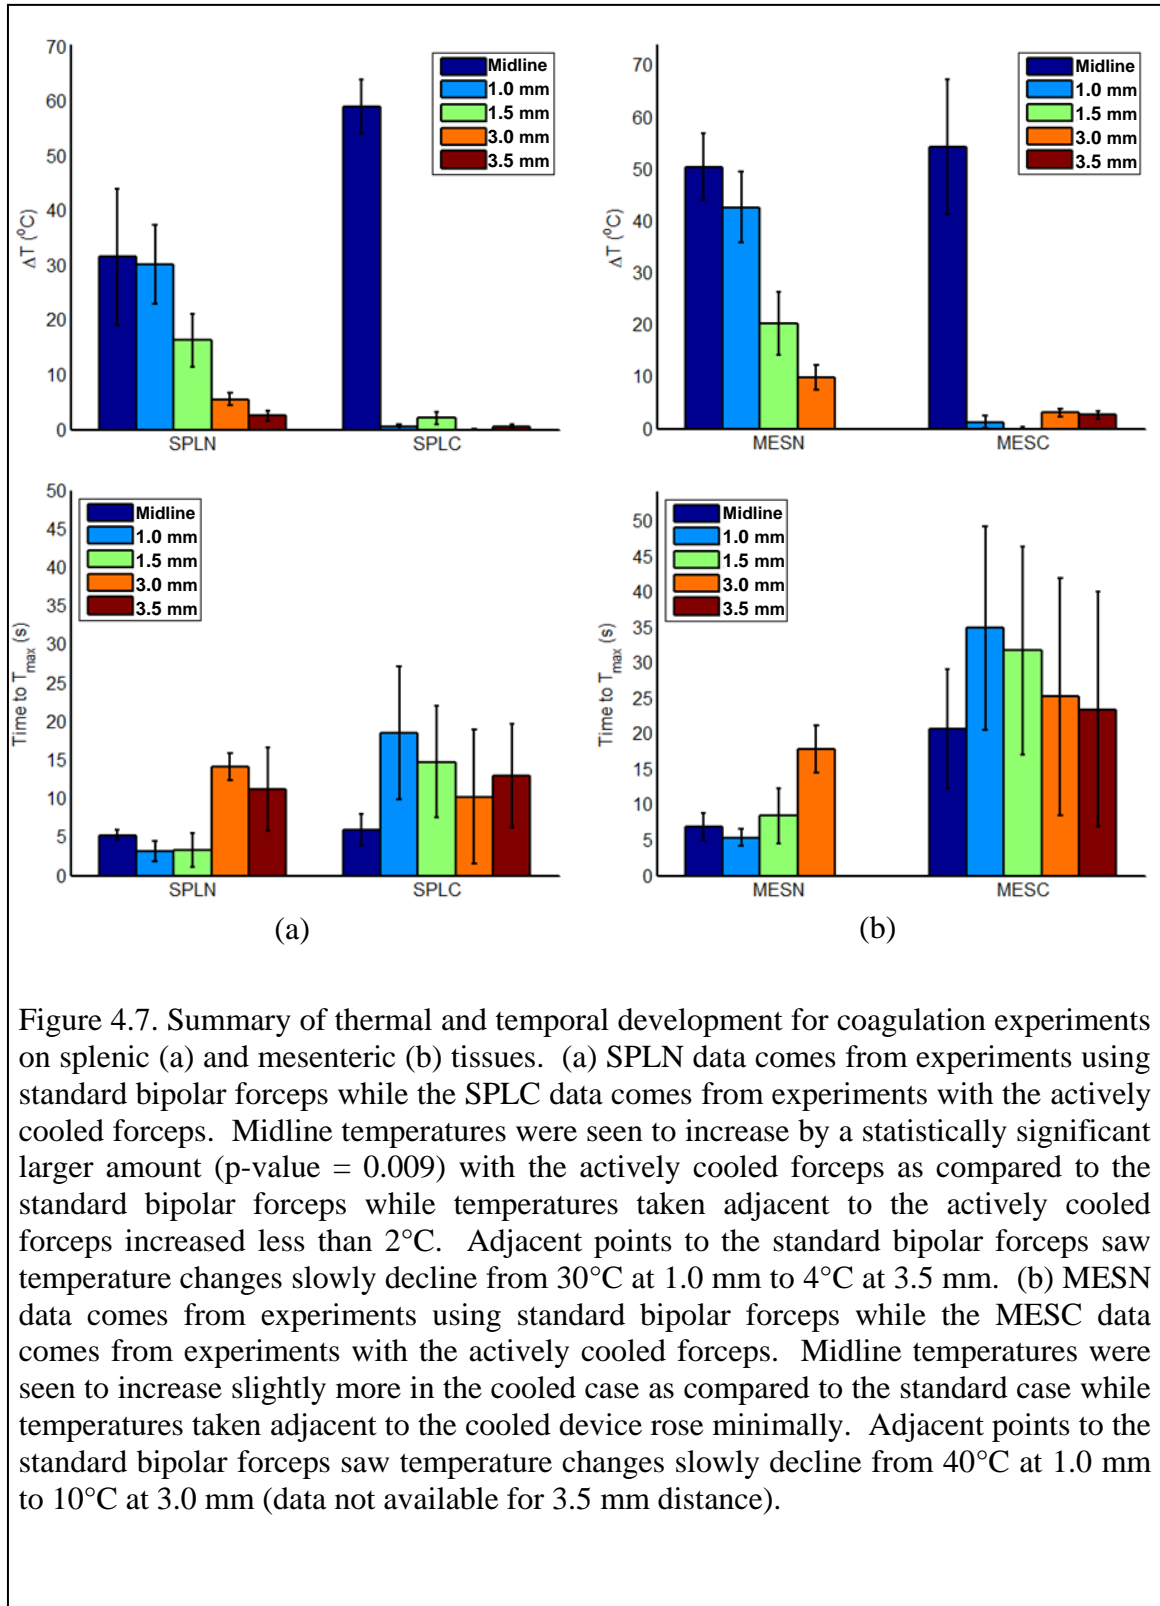 70
60
50
40
30
20
10
0
ΔT (°C)
Midline
1.0 mm
1.5 mm
3.0 mm
3.5 mm
SPLN
SPLC
70
60
50
40
30
20
10
0
ΔT (°C)
Midline
1.0 mm
1.5 mm
3.0 mm
3.5 mm
MESN
MESC
50
45
40
35
30
25
20
15
10
5
0
Time to Tmax (s)
Midline
1.0 mm
1.5 mm
3.0 mm
3.5 mm
SPLN
SPLC
50
45
40
35
30
25
20
15
10
5
0
Time to Tmax (s)
Midline
1.0 mm
1.5 mm
3.0 mm
3.5 mm
MESN
MESC
(a)
(b)
Figure 4.7. Summary of thermal and temporal development for coagulation experiments
on splenic (a) and mesenteric (b) tissues. (a) SPLN data comes from experiments using
standard bipolar forceps while the SPLC data comes from experiments with the actively
cooled forceps. Midline temperatures were seen to increase by a statistically significant
larger amount (p-value = 0.009) with the actively cooled forceps as compared to the
standard bipolar forceps while temperatures taken adjacent to the actively cooled
forceps increased less than 2°C. Adjacent points to the standard bipolar forceps saw
temperature changes slowly decline from 30°C at 1.0 mm to 4°C at 3.5 mm. (b) MESN
data comes from experiments using standard bipolar forceps while the MESC data
comes from experiments with the actively cooled forceps. Midline temperatures were
seen to increase slightly more in the cooled case as compared to the standard case while
temperatures taken adjacent to the cooled device rose minimally. Adjacent points to the
standard bipolar forceps saw temperature changes slowly decline from 40°C at 1.0 mm
to 10°C at 3.0 mm (data not available for 3.5 mm distance).